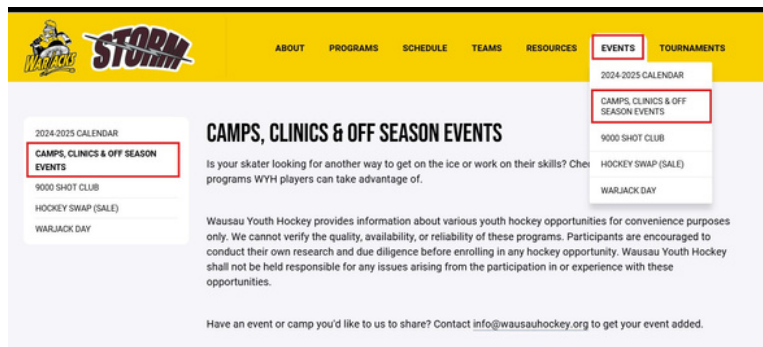 WARJACKS
STORM
ABOUT PROGRAMS SCHEDULE TEAMS RESOURCES EVENTS TOURNAMENTS
2024-2025 CALENDAR
CAMPS, CLINICS & OFF
SEASON EVENTS
9000 SHOT CLUB
HOCKEY SWAP (SALE)
WARJACK DAY
2024-2025 CALENDAR
CAMPS, CLINICS & OFF SEASON
EVENTS
9000 SHOT CLUB
HOCKEY SWAP (SALE)
WARJACK DAY
CAMPS, CLINICS & OFF SEASON EVENTS
Is your skater looking for another way to get on the ice or work on their skills? Chec
programs WYH players can take advantage of.
Wausau Youth Hockey provides information about various youth hockey opportunities for convenience purposes
only. We cannot verify the quality, availability, or reliability of these programs. Participants are encouraged to
conduct their own research and due diligence before enrolling in any hockey opportunity. Wausau Youth Hockey
shall not be held responsible for any issues arising from the participation in or experience with these
opportunities.
Have an event or camp you'd like to us to share? Contact info@wausauhockey.org to get your event added.